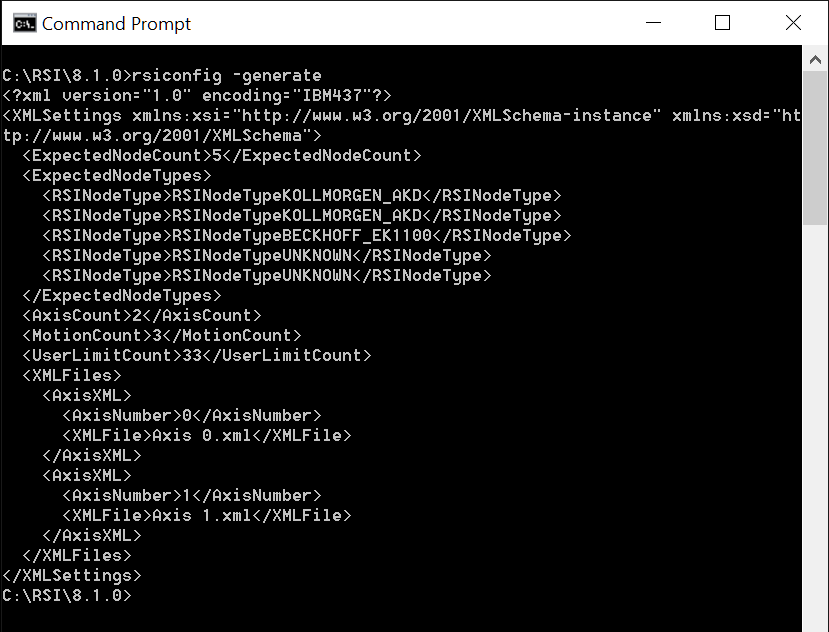 Command Prompt
C:\RSI\8.1.0>rsiconfig -generate
<?xml version="1.0" encoding="IBM437"?>
<XMLSettings xmlns:xsi="http://www.w3.org/2001/XMLSchema-instance" xmlns:xsd="ht
tp://www.w3.org/2001/XMLSchema">
  <ExpectedNodeCount>5</ExpectedNodeCount>
  <ExpectedNodeTypes>
    <RSINodeType>RSINodeTypeKOLLMORGEN_AKD</RSINodeType>
    <RSINodeType>RSINodeTypeKOLLMORGEN_AKD</RSINodeType>
    <RSINodeType>RSINodeTypeBECKHOFF_EK1100</RSINodeType>
    <RSINodeType>RSINodeTypeUNKNOWN</RSINodeType>
    <RSINodeType>RSINodeTypeUNKNOWN</RSINodeType>
  </ExpectedNodeTypes>
  <AxisCount>2</AxisCount>
  <MotionCount>3</MotionCount>
  <UserLimitCount>33</UserLimitCount>
  <XMLFiles>
    <AxisXML>
      <AxisNumber>0</AxisNumber>
      <XMLFile>Axis 0.xml</XMLFile>
    </AxisXML>
    <AxisXML>
      <AxisNumber>1</AxisNumber>
      <XMLFile>Axis 1.xml</XMLFile>
    </AxisXML>
  </XMLFiles>
</XMLSettings>
C:\RSI\8.1.0>